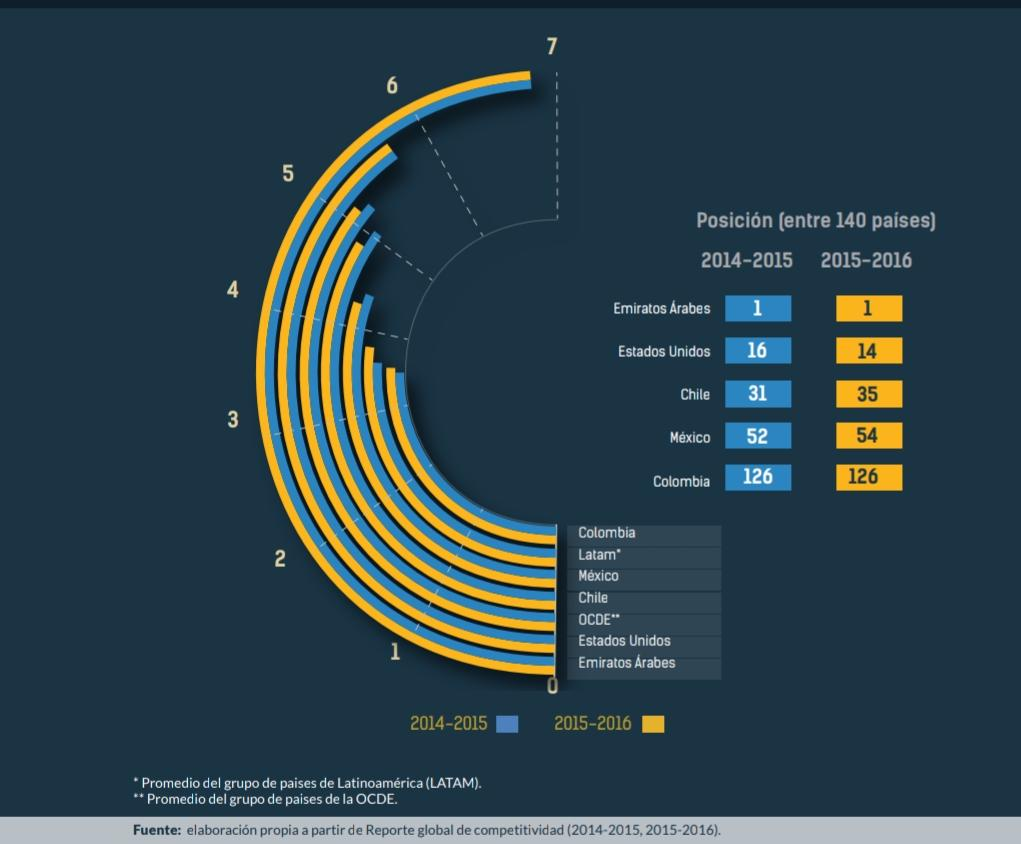 7
6
5
4
3
2
1
0
Posición (entre 140 países)
2014-2015 2015-2016
Emiratos Árabes 1 1
Estados Unidos 16 14
Chile 31 35
México 52 54
Colombia 126 126
Colombia
Latam*
México
Chile
OCDE**
Estados Unidos
Emiratos Árabes
2014-2015 2015-2016
* Promedio del grupo de paises de Latinoamérica (LATAM).
** Promedio del grupo de paises de la OCDE.
Fuente: elaboración propia a partir de Reporte global de competitividad (2014-2015, 2015-2016).